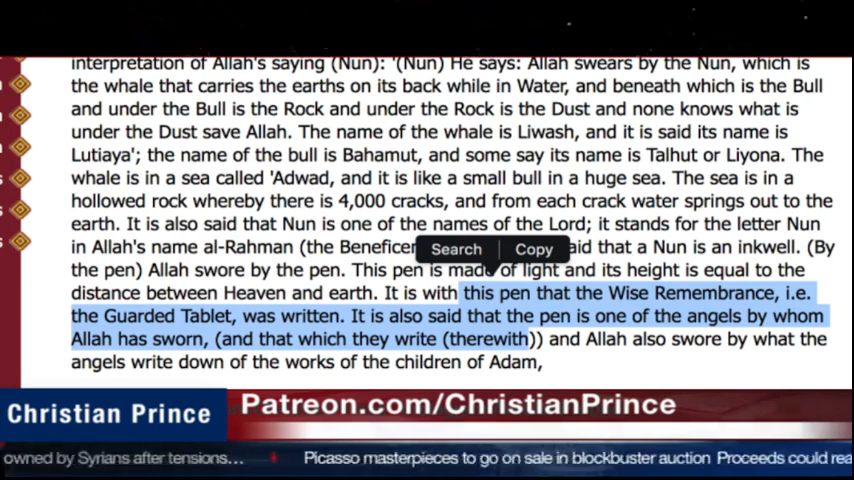 interpretation of Allah's saying (Nun): '(Nun) He says: Allah swears by the Nun, which is
the whale that carries the earths on its back while in Water, and beneath which is the Bull
and under the Bull is the Rock and under the Rock is the Dust and none knows what is
under the Dust save Allah. The name of the whale is Liwash, and it is said its name is
Lutiaya'; the name of the bull is Bahamut, and some say its name is Talhut or Liyona. The
whale is in a sea called 'Adwad, and it is like a small bull in a huge sea. The sea is in a
hollowed rock whereby there is 4,000 cracks, and from each crack water springs out to the
earth. It is also said that Nun is one of the names of the Lord; it stands for the letter Nun
in Allah's name al-Rahman (the Beneficen
Search Copy
aid that a Nun is an inkwell. (By
the pen) Allah swore by the pen. This pen is made of light and its height is equal to the
distance between Heaven and earth. It is with this pen that the Wise Remembrance, i.e.
the Guarded Tablet, was written. It is also said that the pen is one of the angels by whom
Allah has sworn, (and that which they write (therewith)) and Allah also swore by what the
angels write down of the works of the children of Adam,
Christian Prince
Patreon.com/ChristianPrince
owned by Syrians after tensions... Picasso masterpieces to go on sale in blockbuster auction Proceeds could rea